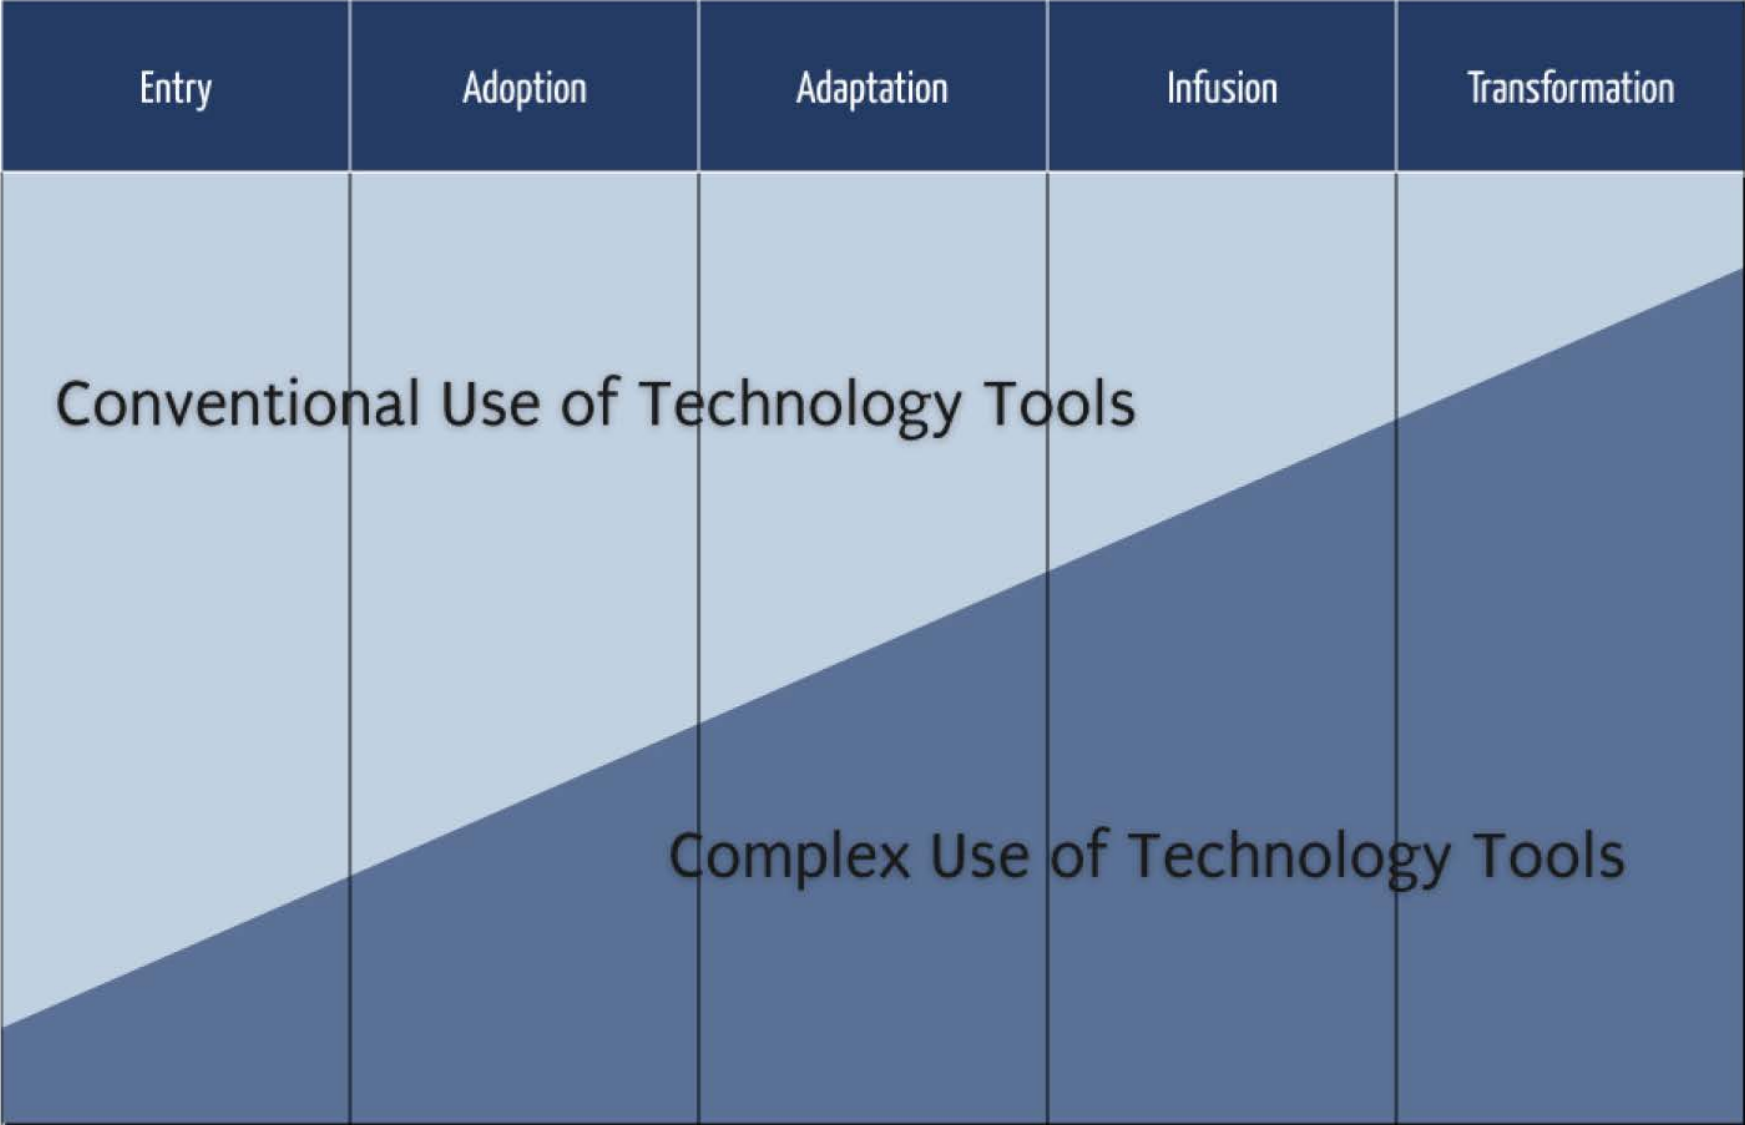 Entry Adoption Adaptation Infusion Transformation
Conventional Use of Technology Tools
Complex Use of Technology Tools